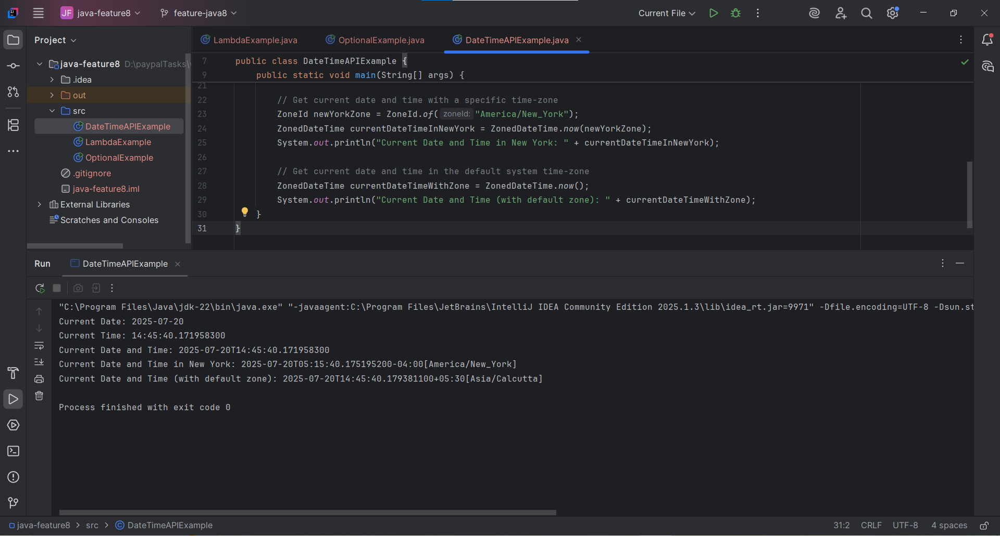 JF java-feature8 feature-java8 Current File
Project
LambdaExample.java OptionalExample.java DateTimeAPIExample.java
java-feature8 D:\paypalTasks\
.idea
out
src
DateTimeAPIExample
LambdaExample
OptionalExample
.gitignore
java-feature8.iml
External Libraries
Scratches and Consoles
7 public class DateTimeAPIExample {
9 public static void main(String[] args) {
21
22 // Get current date and time with a specific time-zone
23 ZoneId newYorkZone = ZoneId.of( zoneId: "America/New_York");
24 ZonedDateTime currentDateTimeInNewYork = ZonedDateTime.now(newYorkZone);
25 System.out.println("Current Date and Time in New York: " + currentDateTimeInNewYork);
26
27 // Get current date and time in the default system time-zone
28 ZonedDateTime currentDateTimeWithZone = ZonedDateTime.now();
29 System.out.println("Current Date and Time (with default zone): " + currentDateTimeWithZone);
30 }
31 }
Run DateTimeAPIExample
"C:\Program Files\Java\jdk-22\bin\java.exe" "-javaagent:C:\Program Files\JetBrains\IntelliJ IDEA Community Edition 2025.1.3\lib\idea_rt.jar=9971" -Dfile.encoding=UTF-8 -Dsun.st
Current Date: 2025-07-20
Current Time: 14:45:40.171958300
Current Date and Time: 2025-07-20T14:45:40.171958300
Current Date and Time in New York: 2025-07-20T05:15:40.175195200-04:00[America/New_York]
Current Date and Time (with default zone): 2025-07-20T14:45:40.179381100+05:30[Asia/Calcutta]
Process finished with exit code 0
java-feature8 > src > DateTimeAPIExample 31:2 CRLF UTF-8 4 spaces